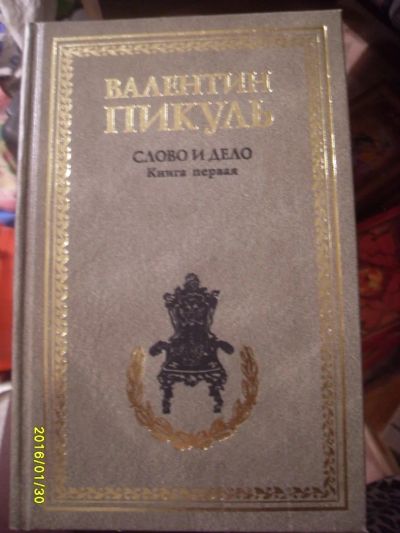 ВАЛЕНТИН
ПИКУЛЬ
СЛОВО И ДЕЛО
Книга первая
2016/01/30